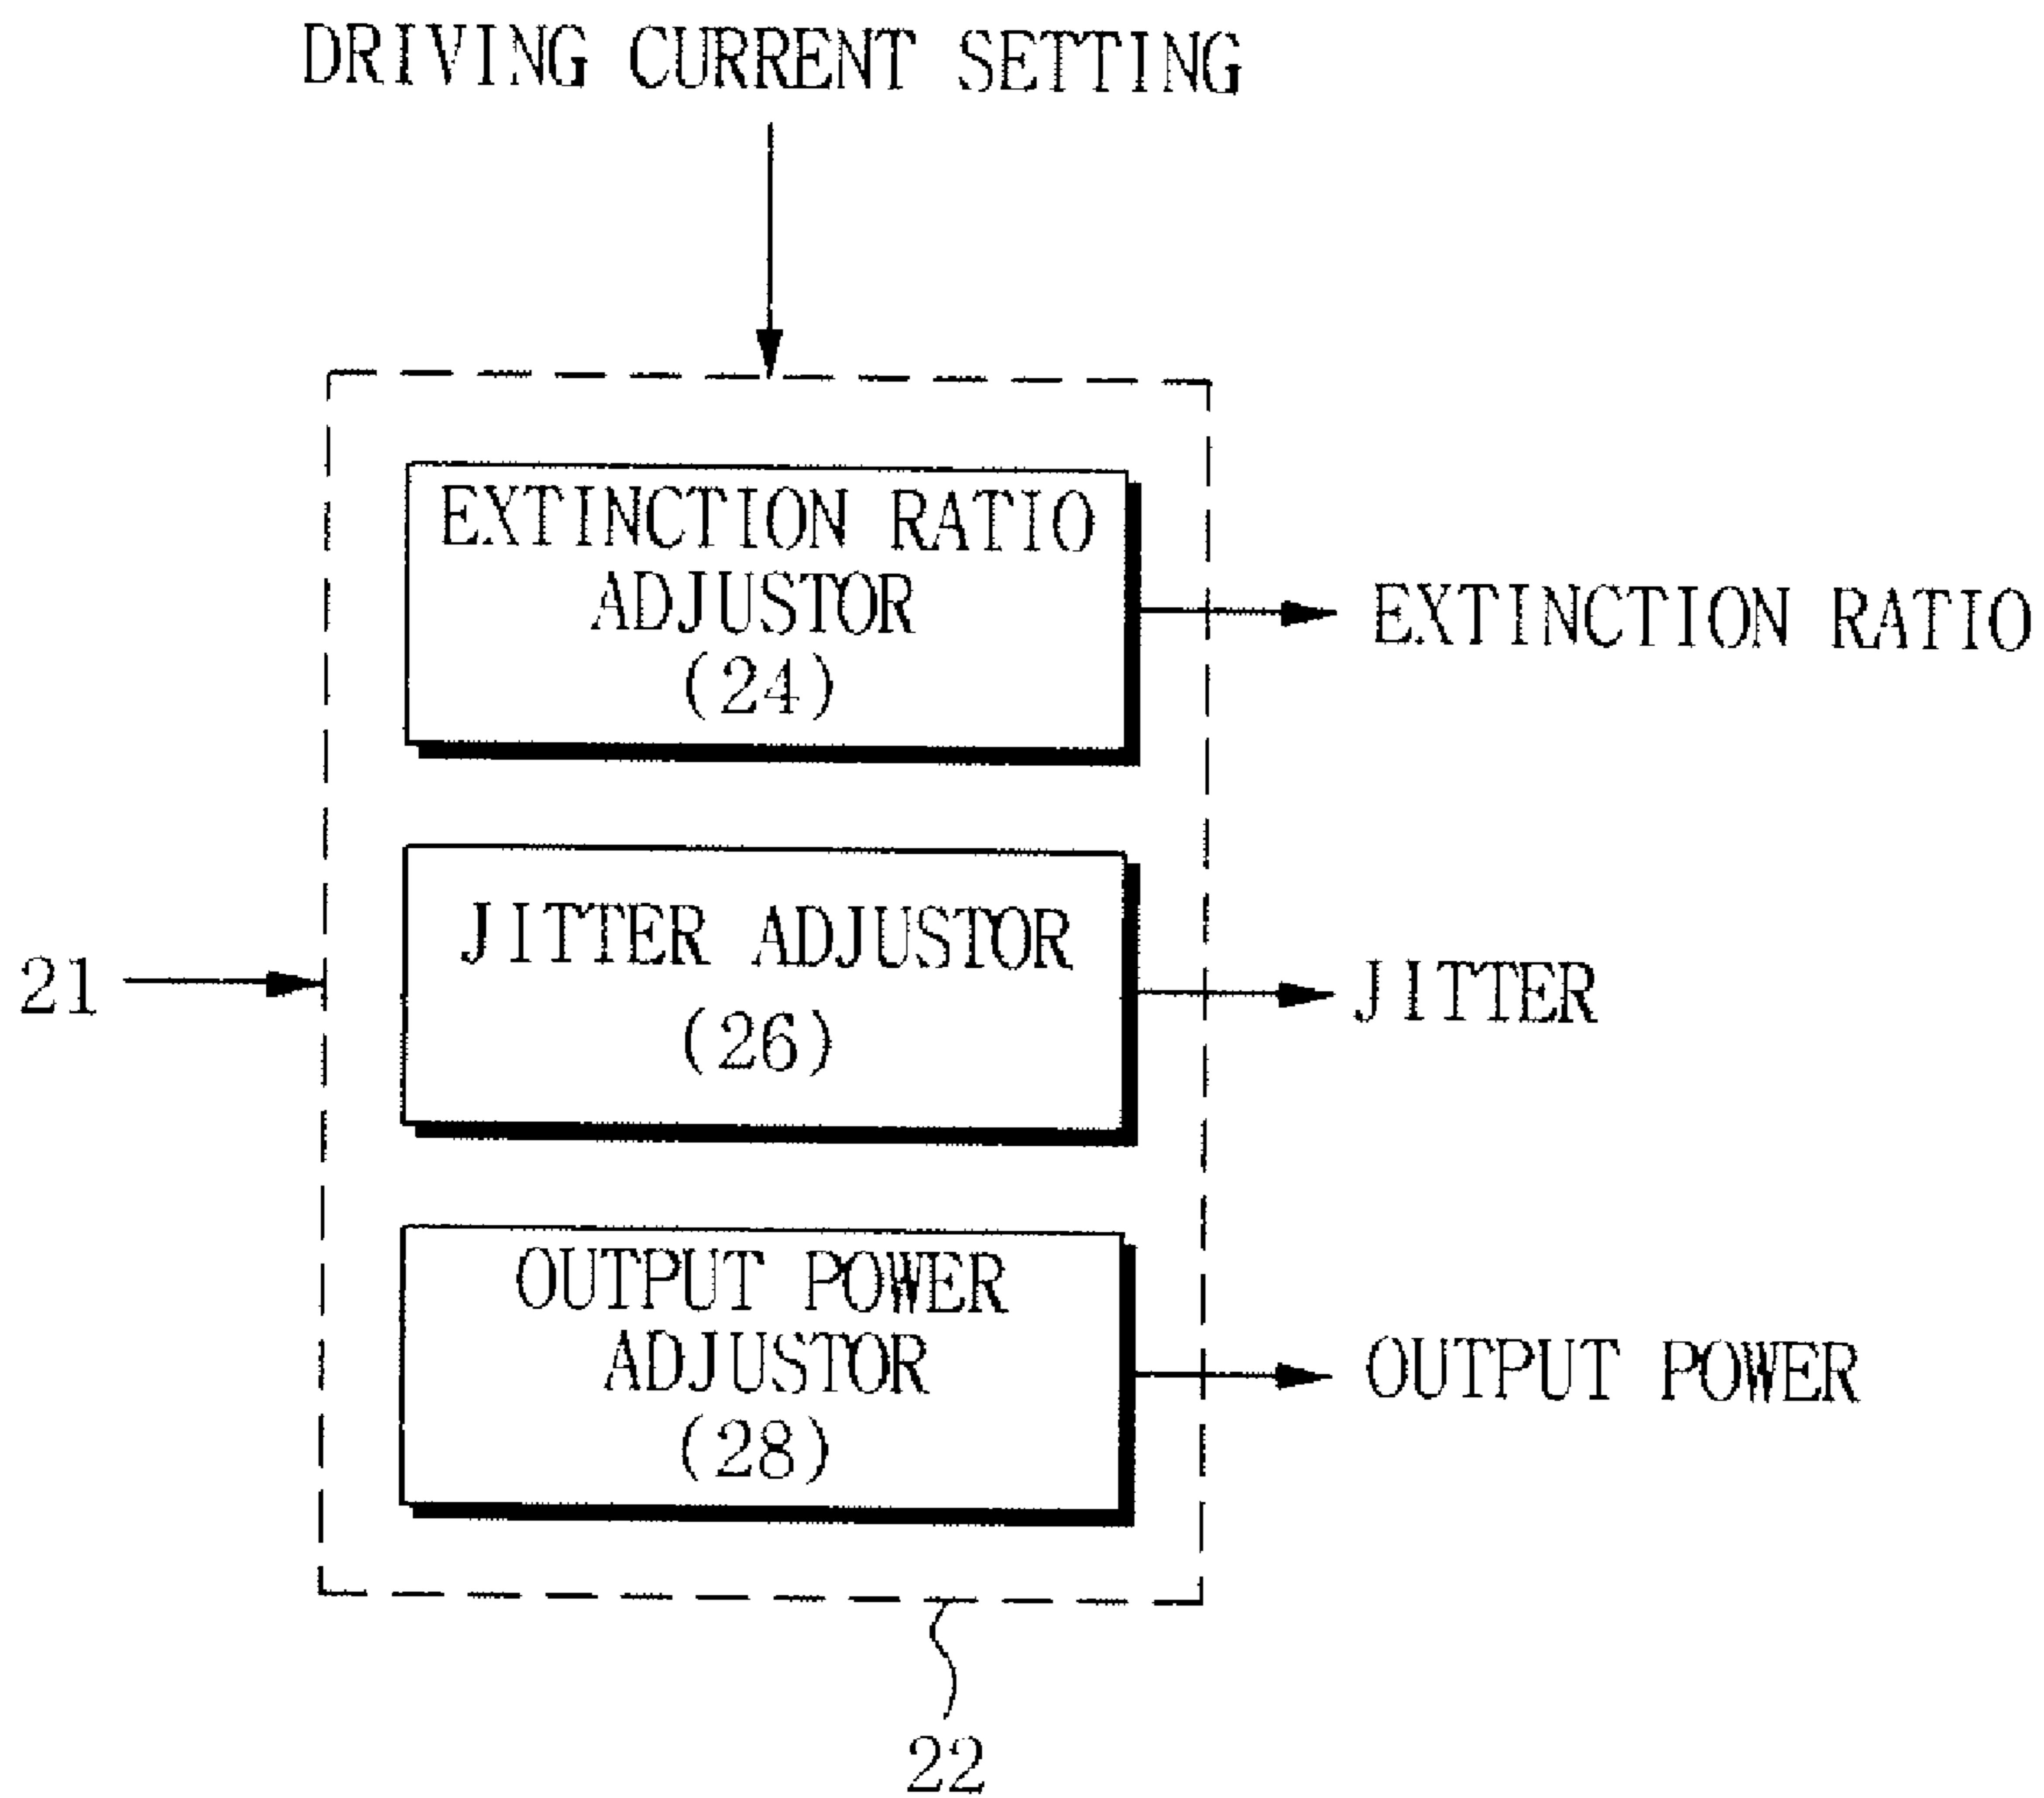 DRIVING CURRENT SETTING
EXTINCTION RATIO
ADJUSTOR
(24)
EXTINCTION RATIO
JITTER ADJUSTOR
(26)
21
JITTER
OUTPUT POWER
ADJUSTOR
(28)
OUTPUT POWER
22